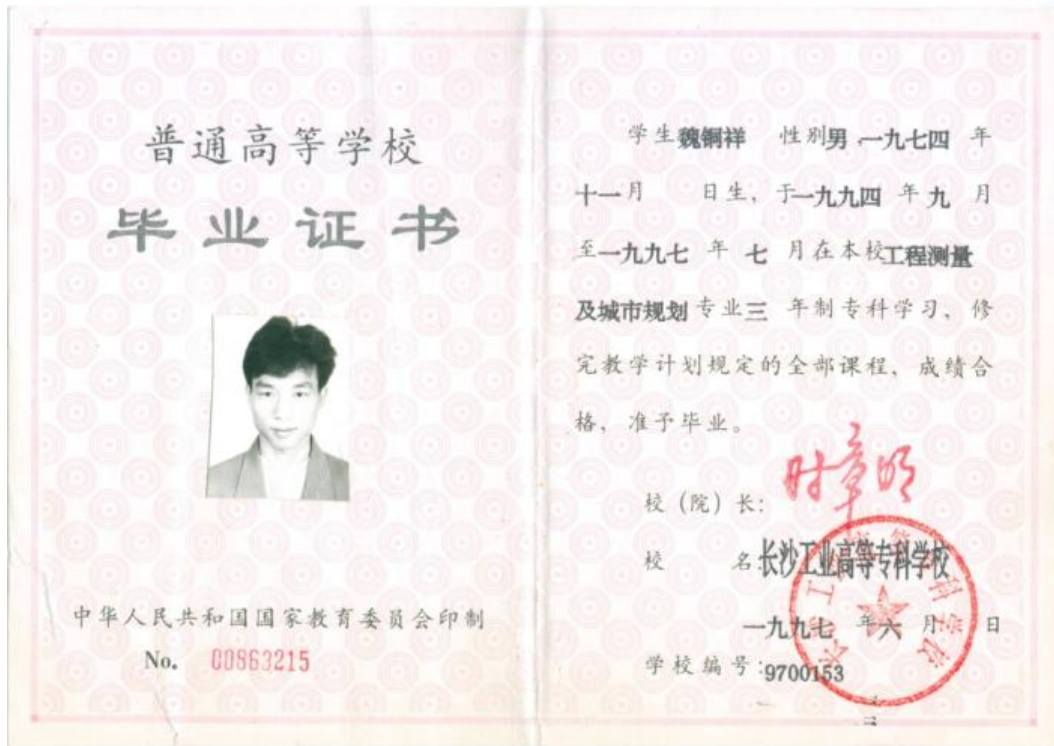 普通高等学校
毕业证书
中华人民共和国国家教育委员会印制
No. 00863215
学生魏铜祥 性别男,一九七四 年
十一月 日生, 于一九九四 年 九 月
至一九九七 年 七 月在本校工程测量
及城市规划专业三 年制专科学习, 修
完教学计划规定的全部课程, 成绩合
格, 准予毕业。
校(院)长: 时章明
校 名:长沙工业高等专科学校
一九九七 年六 月 日
学校编号:9700153